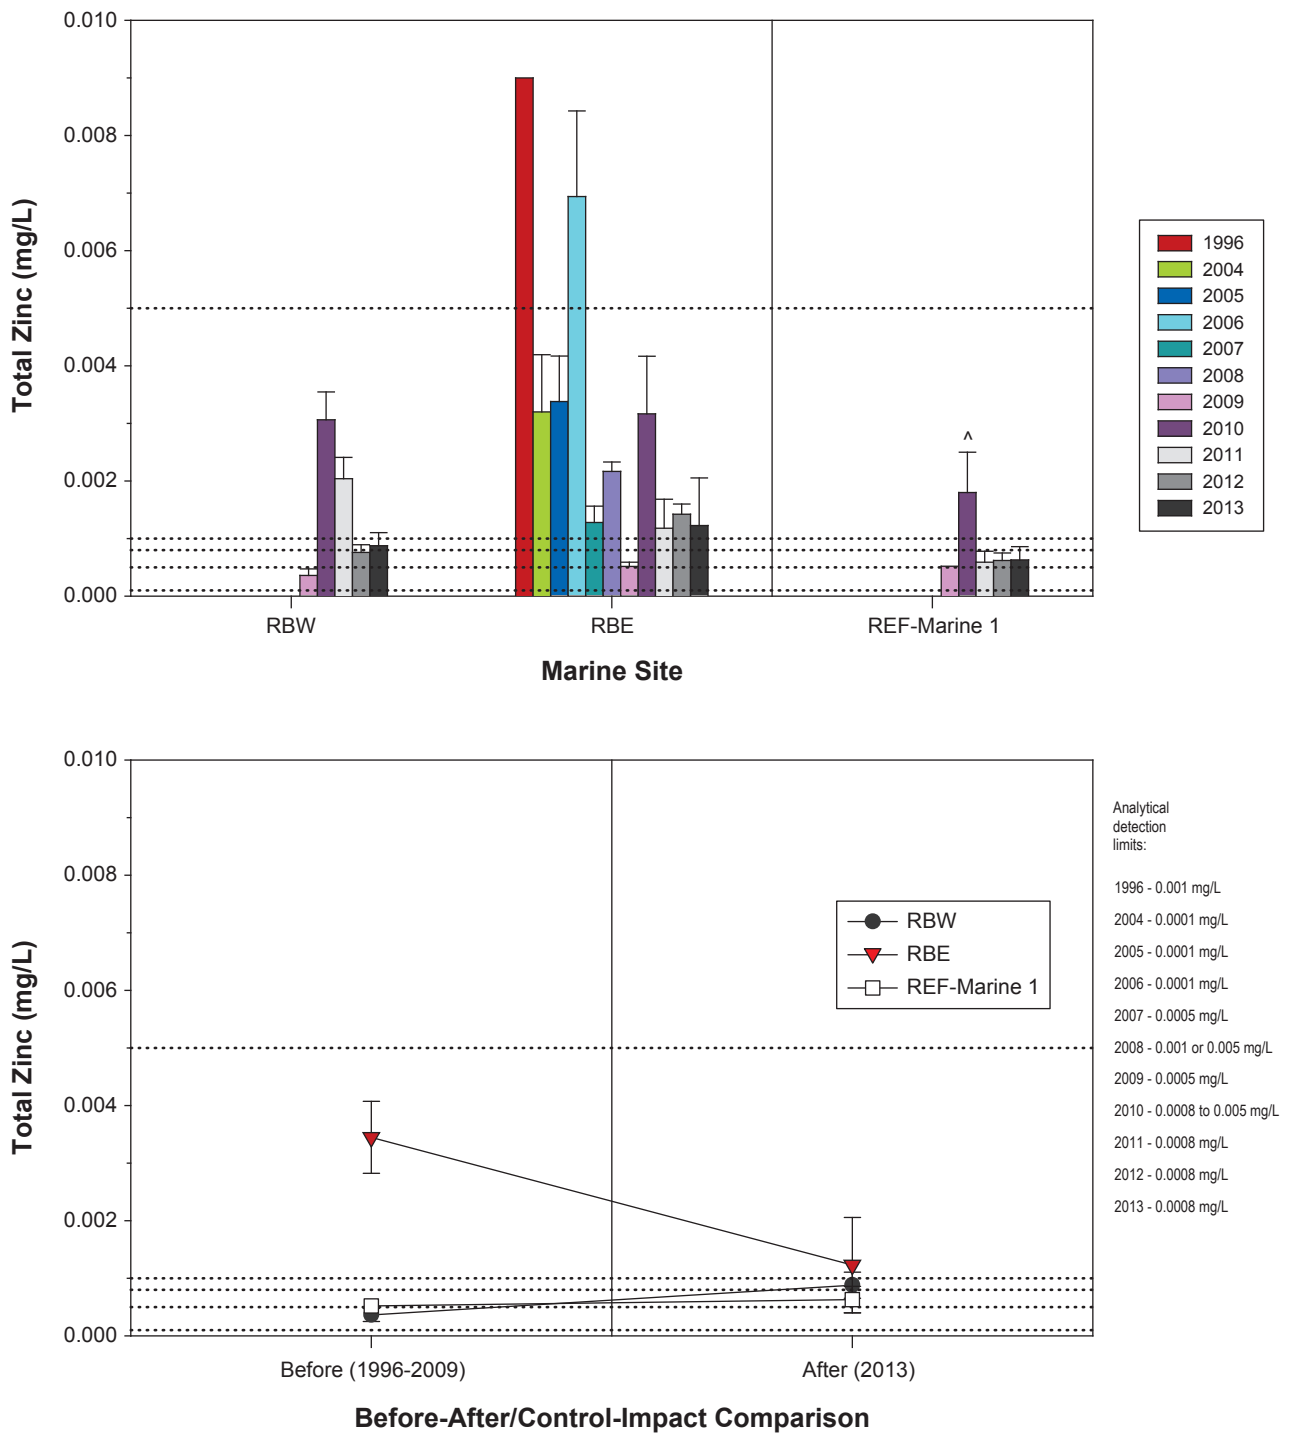 0.010
0.008
0.006
0.004
0.002
0.000
Total Zinc (mg/L)
^
RBW
RBE
REF-Marine 1
Marine Site
1996
2004
2005
2006
2007
2008
2009
2010
2011
2012
2013
0.010
0.008
0.006
0.004
0.002
0.000
Total Zinc (mg/L)
RBW
RBE
REF-Marine 1
Before (1996-2009)
After (2013)
Before-After/Control-Impact Comparison
Analytical
detection
limits:
1996 - 0.001 mg/L
2004 - 0.0001 mg/L
2005 - 0.0001 mg/L
2006 - 0.0001 mg/L
2007 - 0.0005 mg/L
2008 - 0.001 or 0.005 mg/L
2009 - 0.0005 mg/L
2010 - 0.0008 to 0.005 mg/L
2011 - 0.0008 mg/L
2012 - 0.0008 mg/L
2013 - 0.0008 mg/L